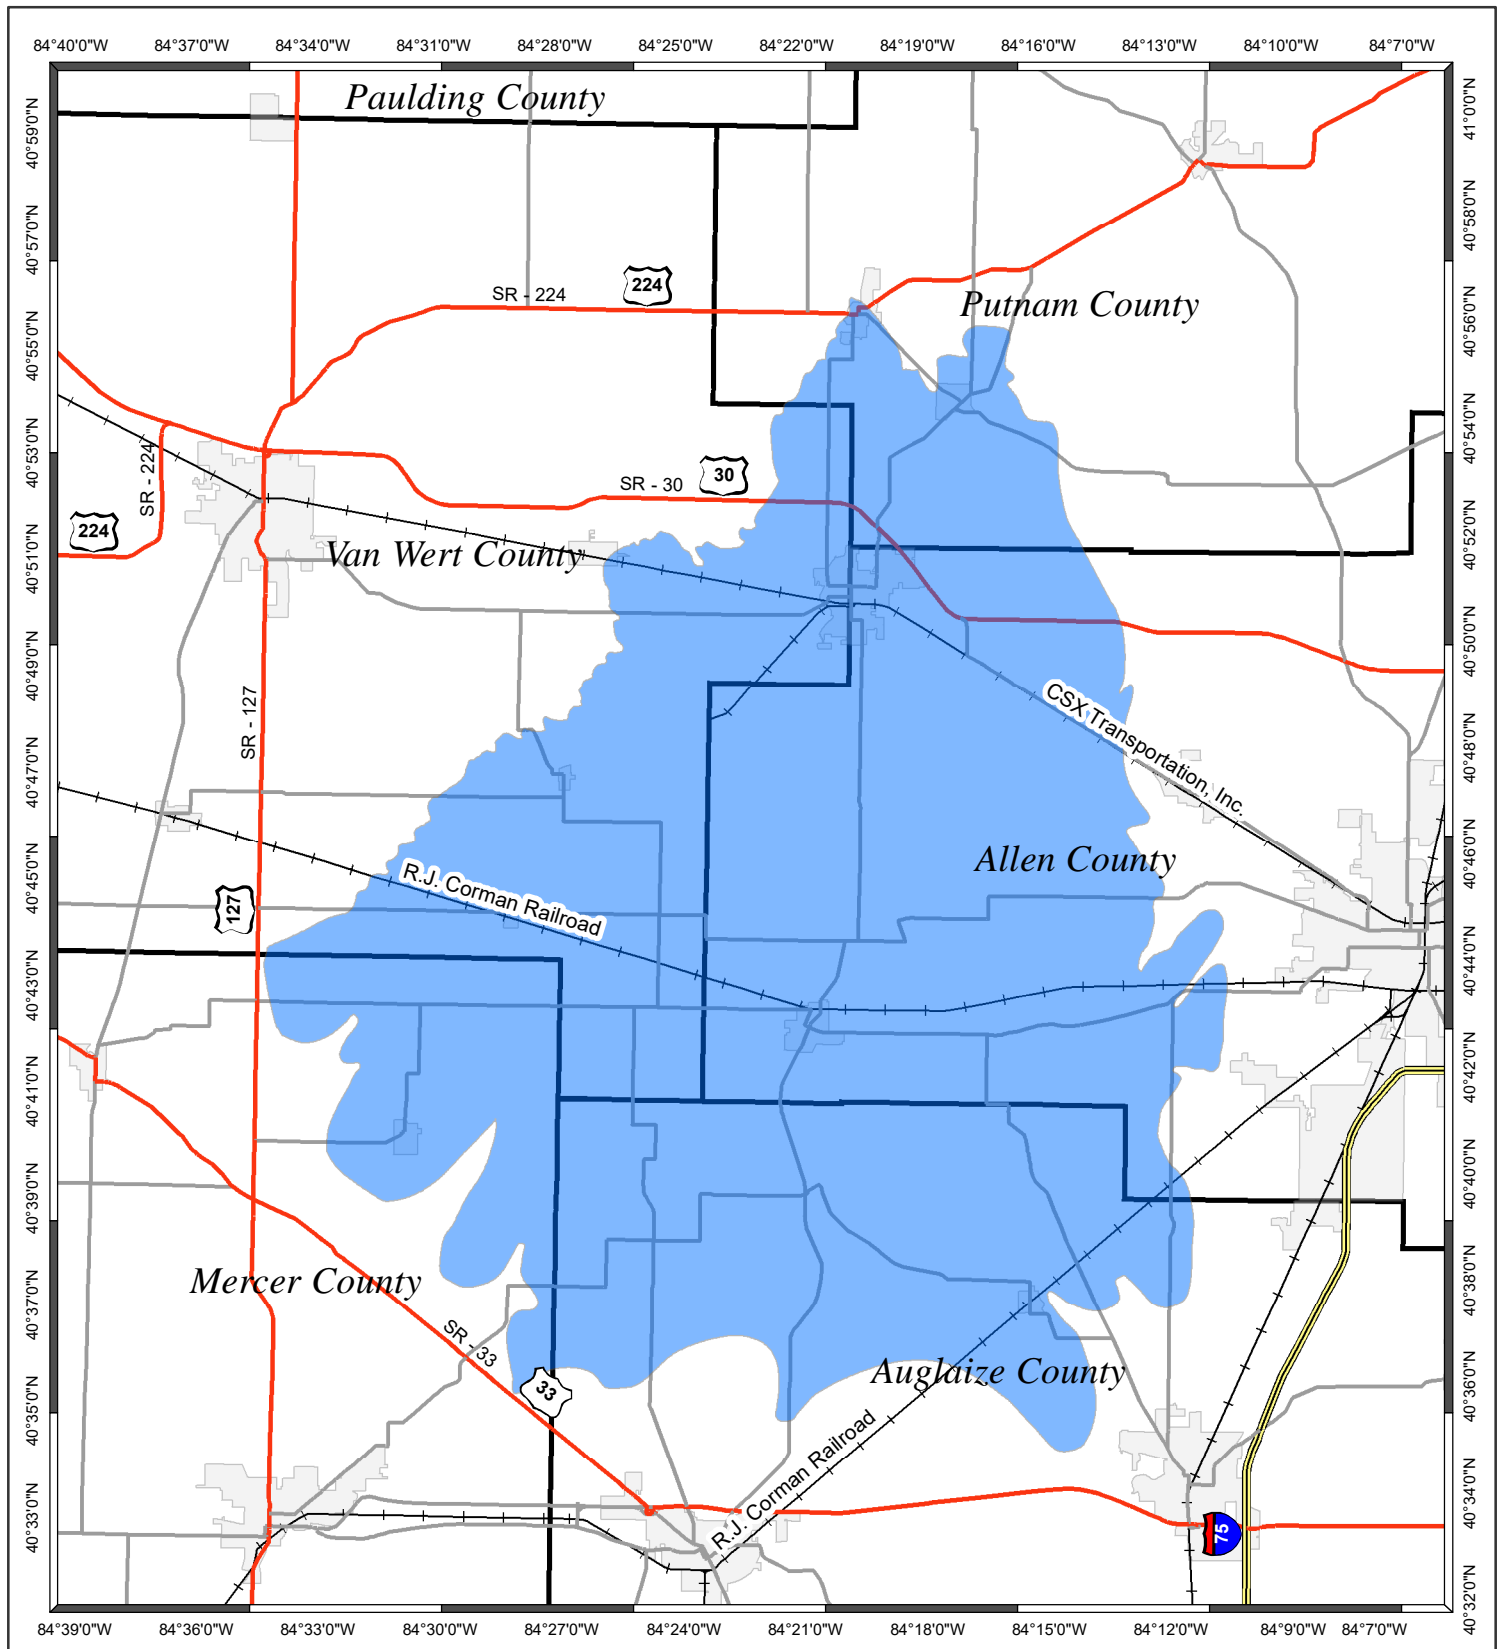 84°40'0"W 84°37'0"W 84°34'0"W 84°31'0"W 84°28'0"W 84°25'0"W 84°22'0"W 84°19'0"W 84°16'0"W 84°13'0"W 84°10'0"W 84°7'0"W
40°59'0"N
40°57'0"N
40°55'0"N
40°53'0"N
40°51'0"N
40°49'0"N
40°47'0"N
40°45'0"N
40°43'0"N
40°41'0"N
40°39'0"N
40°37'0"N
40°35'0"N
40°33'0"N
Paulding County
SR - 224
224
Putnam County
SR - 224
SR - 30
30
224
Van Wert County
SR - 127
CSX Transportation, Inc.
Allen County
R.J. Corman Railroad
127
Mercer County
SR - 33
33
Auglaize County
R.J. Corman Railroad
75
41°0'0"N
40°58'0"N
40°56'0"N
40°54'0"N
40°52'0"N
40°50'0"N
40°48'0"N
40°46'0"N
40°44'0"N
40°42'0"N
40°40'0"N
40°38'0"N
40°36'0"N
40°34'0"N
40°32'0"N
84°39'0"W 84°36'0"W 84°33'0"W 84°30'0"W 84°27'0"W 84°24'0"W 84°21'0"W 84°18'0"W 84°15'0"W 84°12'0"W 84°9'0"W 84°7'0"W